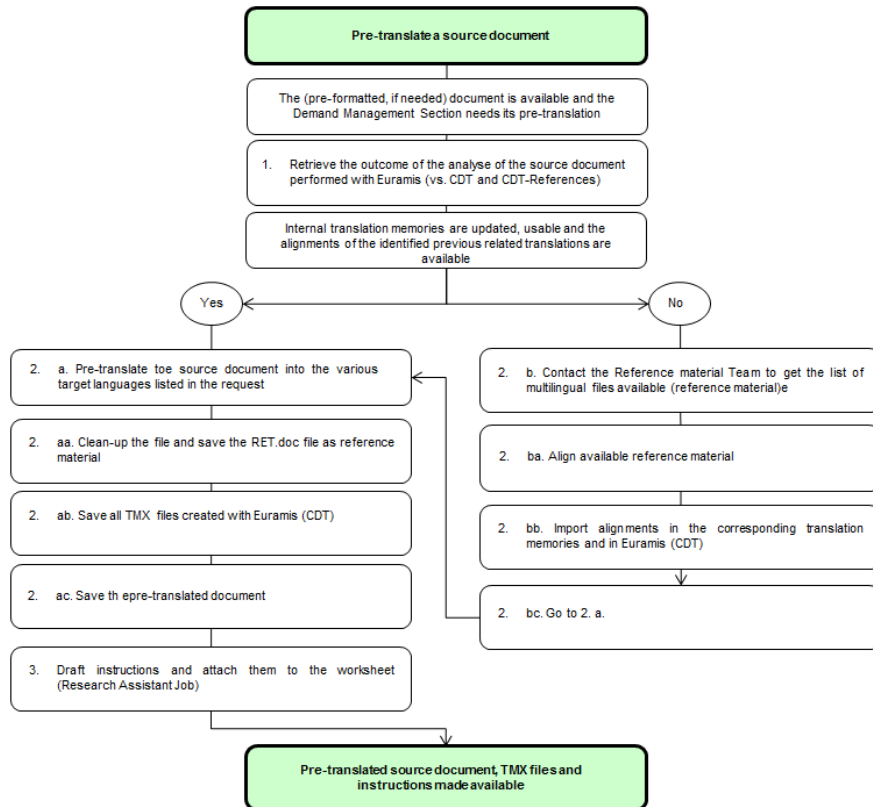 Pre-translate a source document
The (pre-formatted, if needed) document is available and the
Demand Management Section needs its pre-translation
1. Retrieve the outcome of the analyse of the source document
performed with Euramis (vs. CDT and CDT-References)
Internal translation memories are updated, usable and the
alignments of the identified previous related translations are
available
Yes
No
2. a. Pre-translate toe source document into the various
target languages listed in the request
2. aa. Clean-up the file and save the RET.doc file as reference
material
2. ab. Save all TMX files created with Euramis (CDT)
2. ac. Save th epre-translated document
3. Draft instructions and attach them to the worksheet
(Research Assistant Job)
2. b. Contact the Reference material Team to get the list of
multilingual files available (reference material)e
2. ba. Align available reference material
2. bb. Import alignments in the corresponding translation
memories and in Euramis (CDT)
2. bc. Go to 2. a.
Pre-translated source document, TMX files and
instructions made available